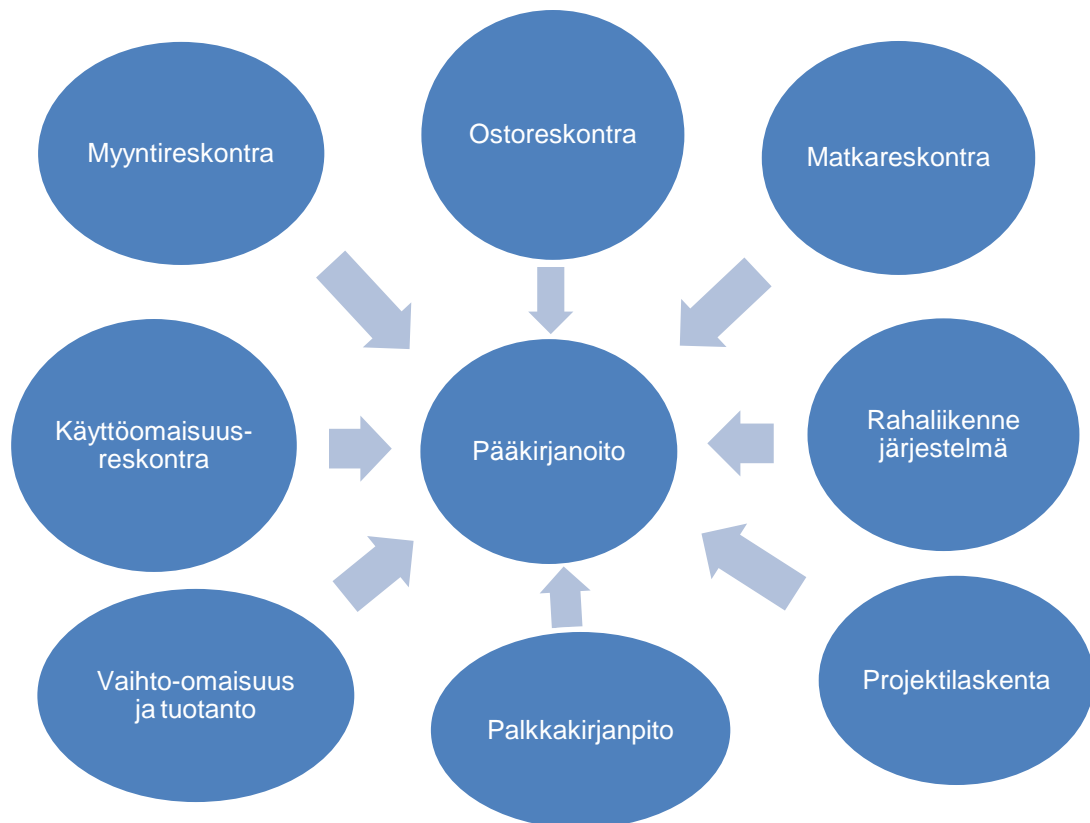 Myyntireskontra
Ostoreskontra
Matkareskontra
Käyttöomaisuus-
reskontra
Pääkirjanoito
Rahaliikenne
järjestelmä
Vaihto-omaisuus
ja tuotanto
Palkkakirjanpito
Projektilaskenta